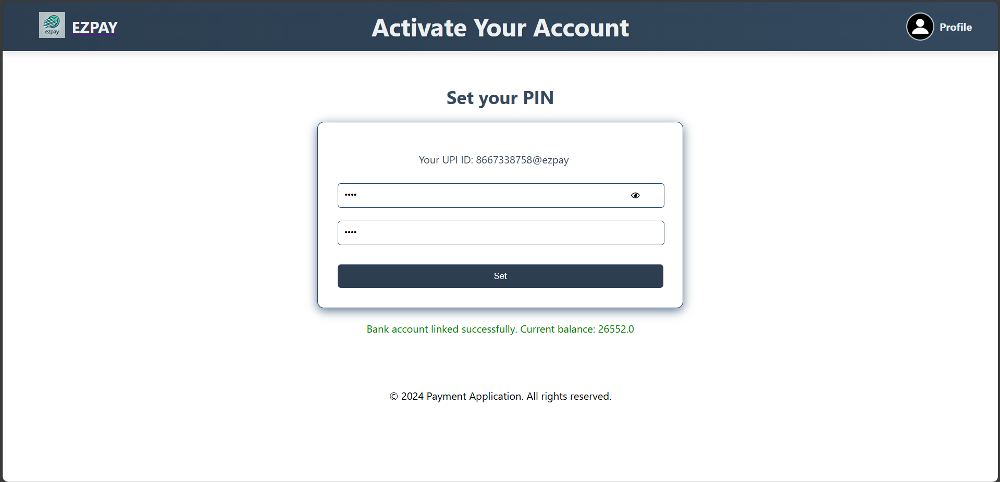 ezpay
EZPAY
Activate Your Account
Profile
Set your PIN
Your UPI ID: 8667338758@ezpay
••••
••••
Set
Bank account linked successfully. Current balance: 26552.0
© 2024 Payment Application. All rights reserved.